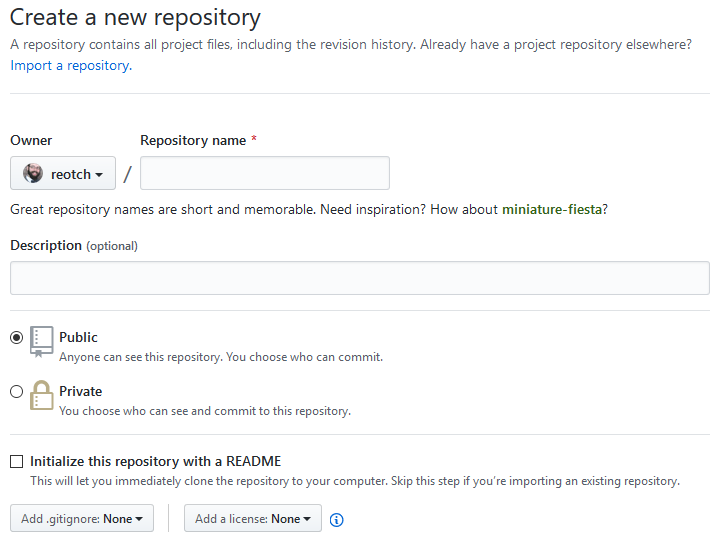 Create a new repository
A repository contains all project files, including the revision history. Already have a project repository elsewhere?
Import a repository.
Owner
Repository name *
reotch
/
Great repository names are short and memorable. Need inspiration? How about miniature-fiesta?
Description (optional)
Public
Anyone can see this repository. You choose who can commit.
Private
You choose who can see and commit to this repository.
Initialize this repository with a README
This will let you immediately clone the repository to your computer. Skip this step if you're importing an existing repository.
Add .gitignore: None
Add a license: None